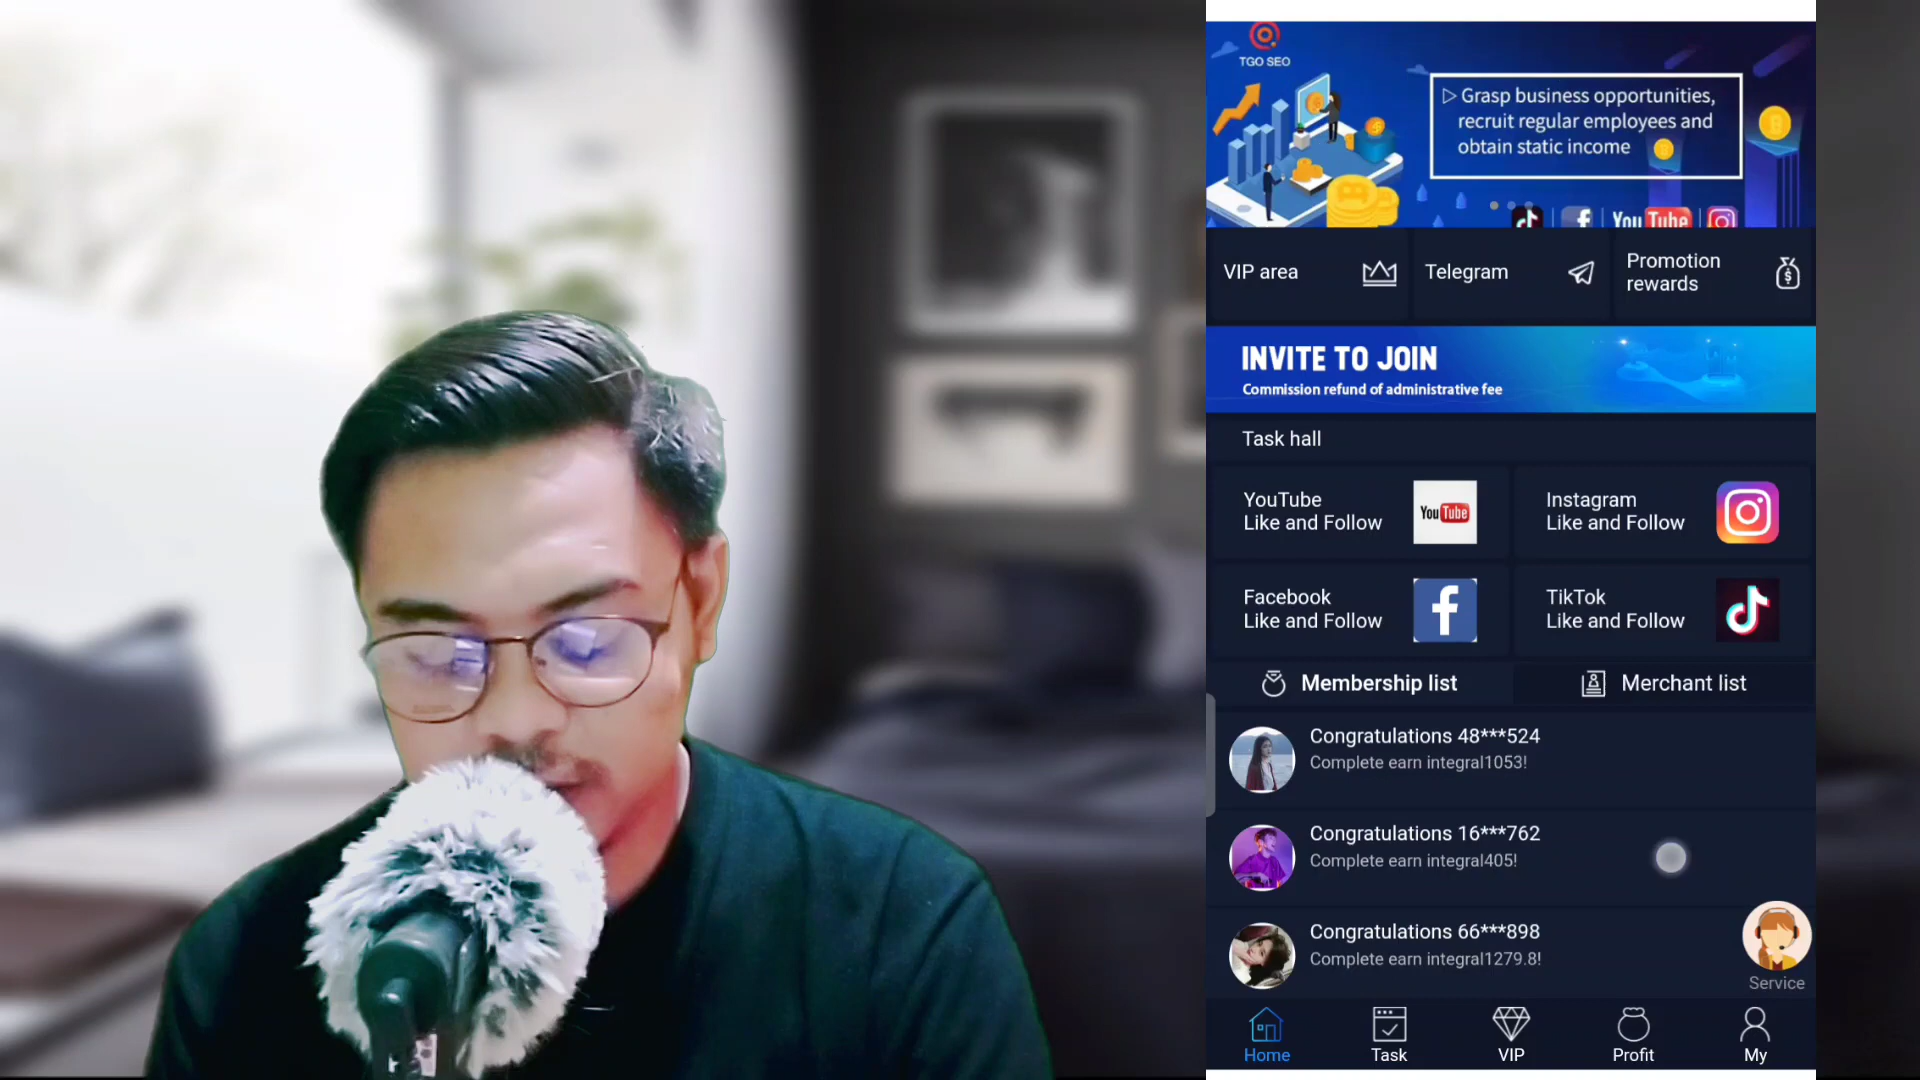 TGO SEO
Grasp business opportunities,
recruit regular employees and
obtain static income
You Tube
VIP area
Telegram
Promotion
rewards
INVITE TO JOIN
Commission refund of administrative fee
Task hall
YouTube
Like and Follow
You Tube
Instagram
Like and Follow
Facebook
Like and Follow
TikTok
Like and Follow
Membership list
Merchant list
Congratulations 48***524
Complete earn integral1053!
Congratulations 16***762
Complete earn integral405!
Congratulations 66***898
Complete earn integral1279.8!
Service
Home
Task
VIP
Profit
My